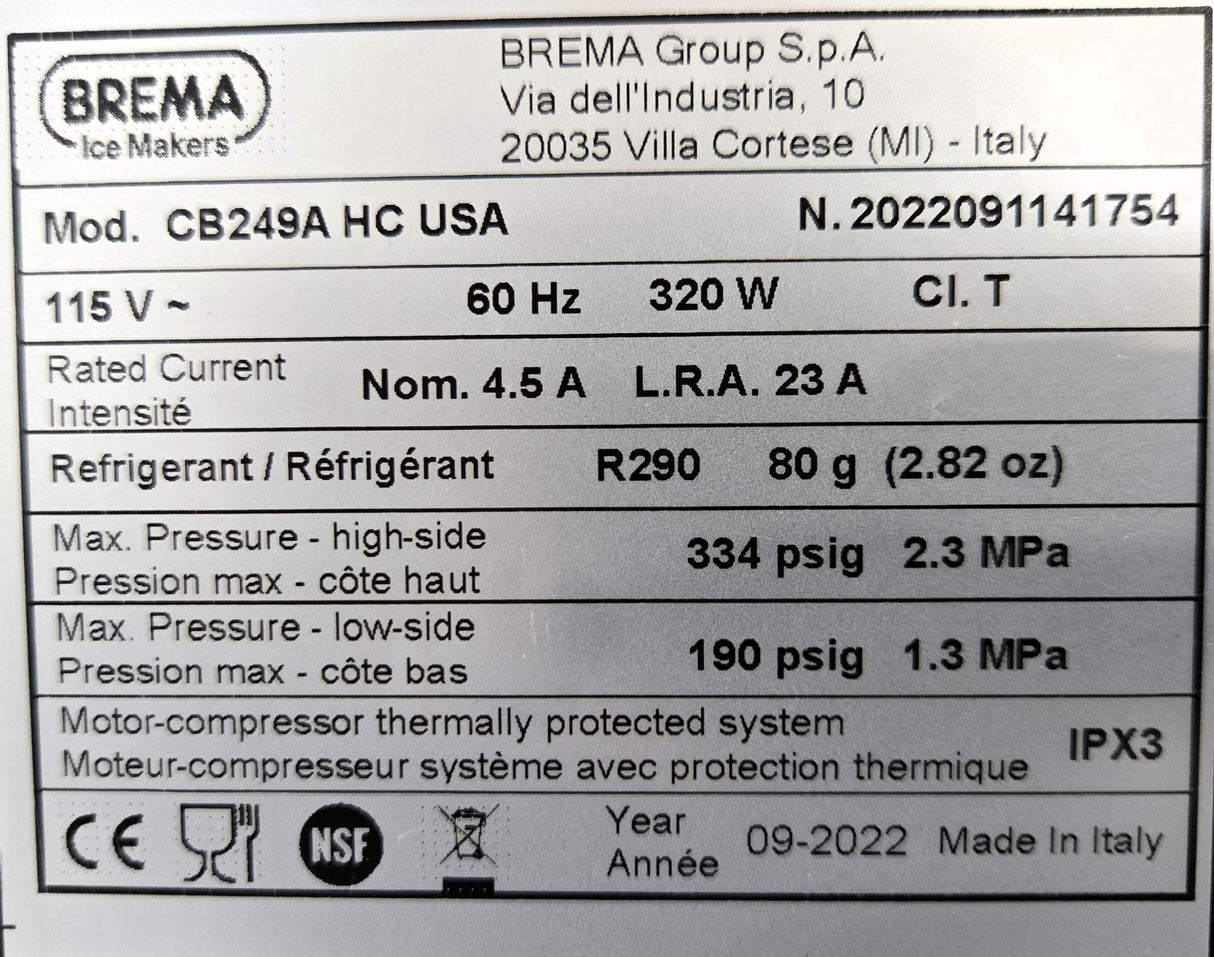 BREMA
Ice Makers
BREMA Group S.p.A.
Via dell'Industria, 10
20035 Villa Cortese (MI) - Italy
Mod. CB249A HC USA N. 2022091141754
115 V ~ 60 Hz 320 W Cl. T
Rated Current
Intensité
Nom. 4.5 A L.R.A. 23 A
Refrigerant / Réfrigérant R290 80 g (2.82 oz)
Max. Pressure - high-side
Pression max - côte haut
334 psig 2.3 MPa
Max. Pressure - low-side
Pression max - côte bas
190 psig 1.3 MPa
Motor-compressor thermally protected system
Moteur-compresseur système avec protection thermique
IPX3
CE
NSF
Year
Année
09-2022 Made In Italy